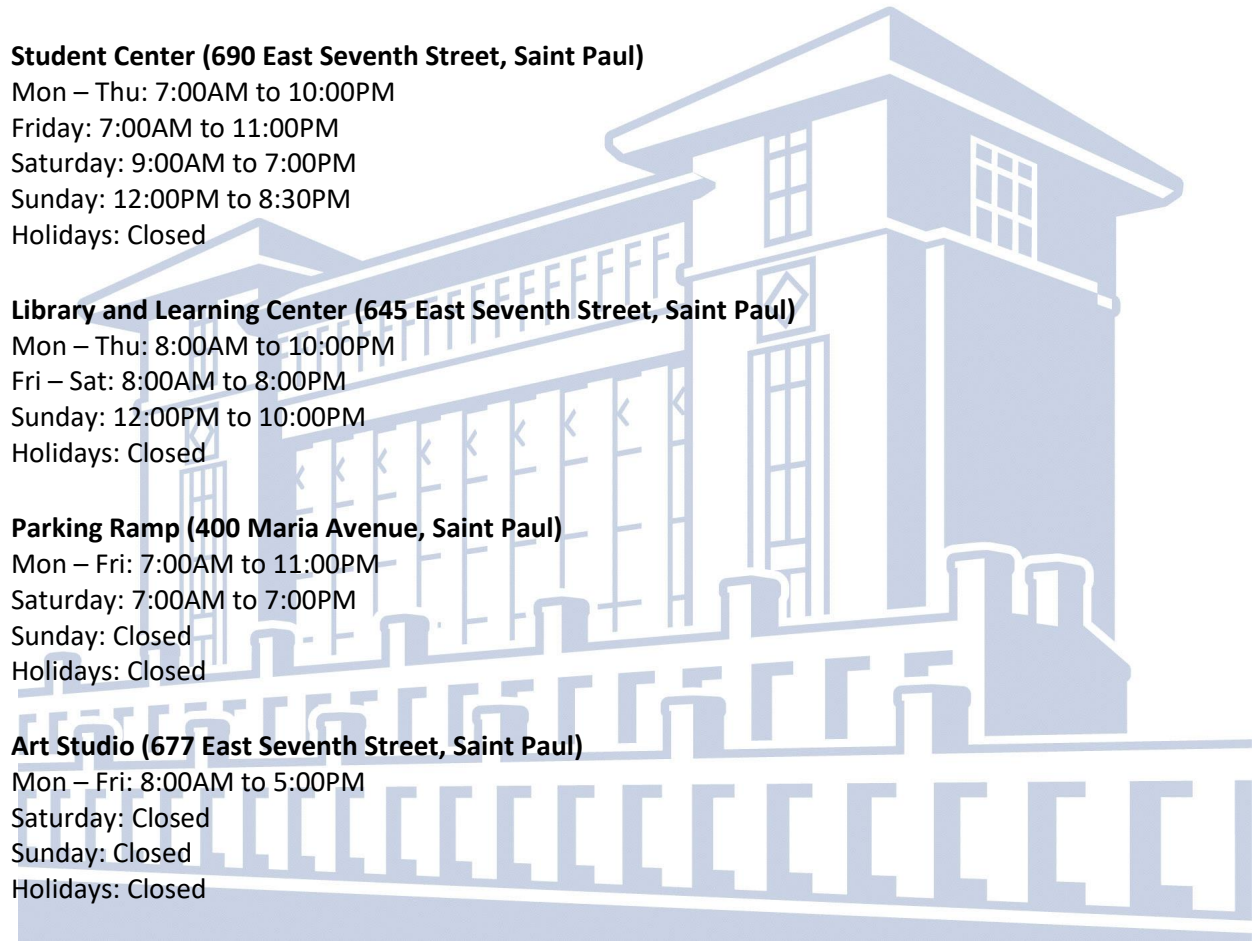 Student Center (690 East Seventh Street, Saint Paul)
Mon – Thu: 7:00AM to 10:00PM
Friday: 7:00AM to 11:00PM
Saturday: 9:00AM to 7:00PM
Sunday: 12:00PM to 8:30PM
Holidays: Closed
Library and Learning Center (645 East Seventh Street, Saint Paul)
Mon – Thu: 8:00AM to 10:00PM
Fri – Sat: 8:00AM to 8:00PM
Sunday: 12:00PM to 10:00PM
Holidays: Closed
Parking Ramp (400 Maria Avenue, Saint Paul)
Mon – Fri: 7:00AM to 11:00PM
Saturday: 7:00AM to 7:00PM
Sunday: Closed
Holidays: Closed
Art Studio (677 East Seventh Street, Saint Paul)
Mon – Fri: 8:00AM to 5:00PM
Saturday: Closed
Sunday: Closed
Holidays: Closed